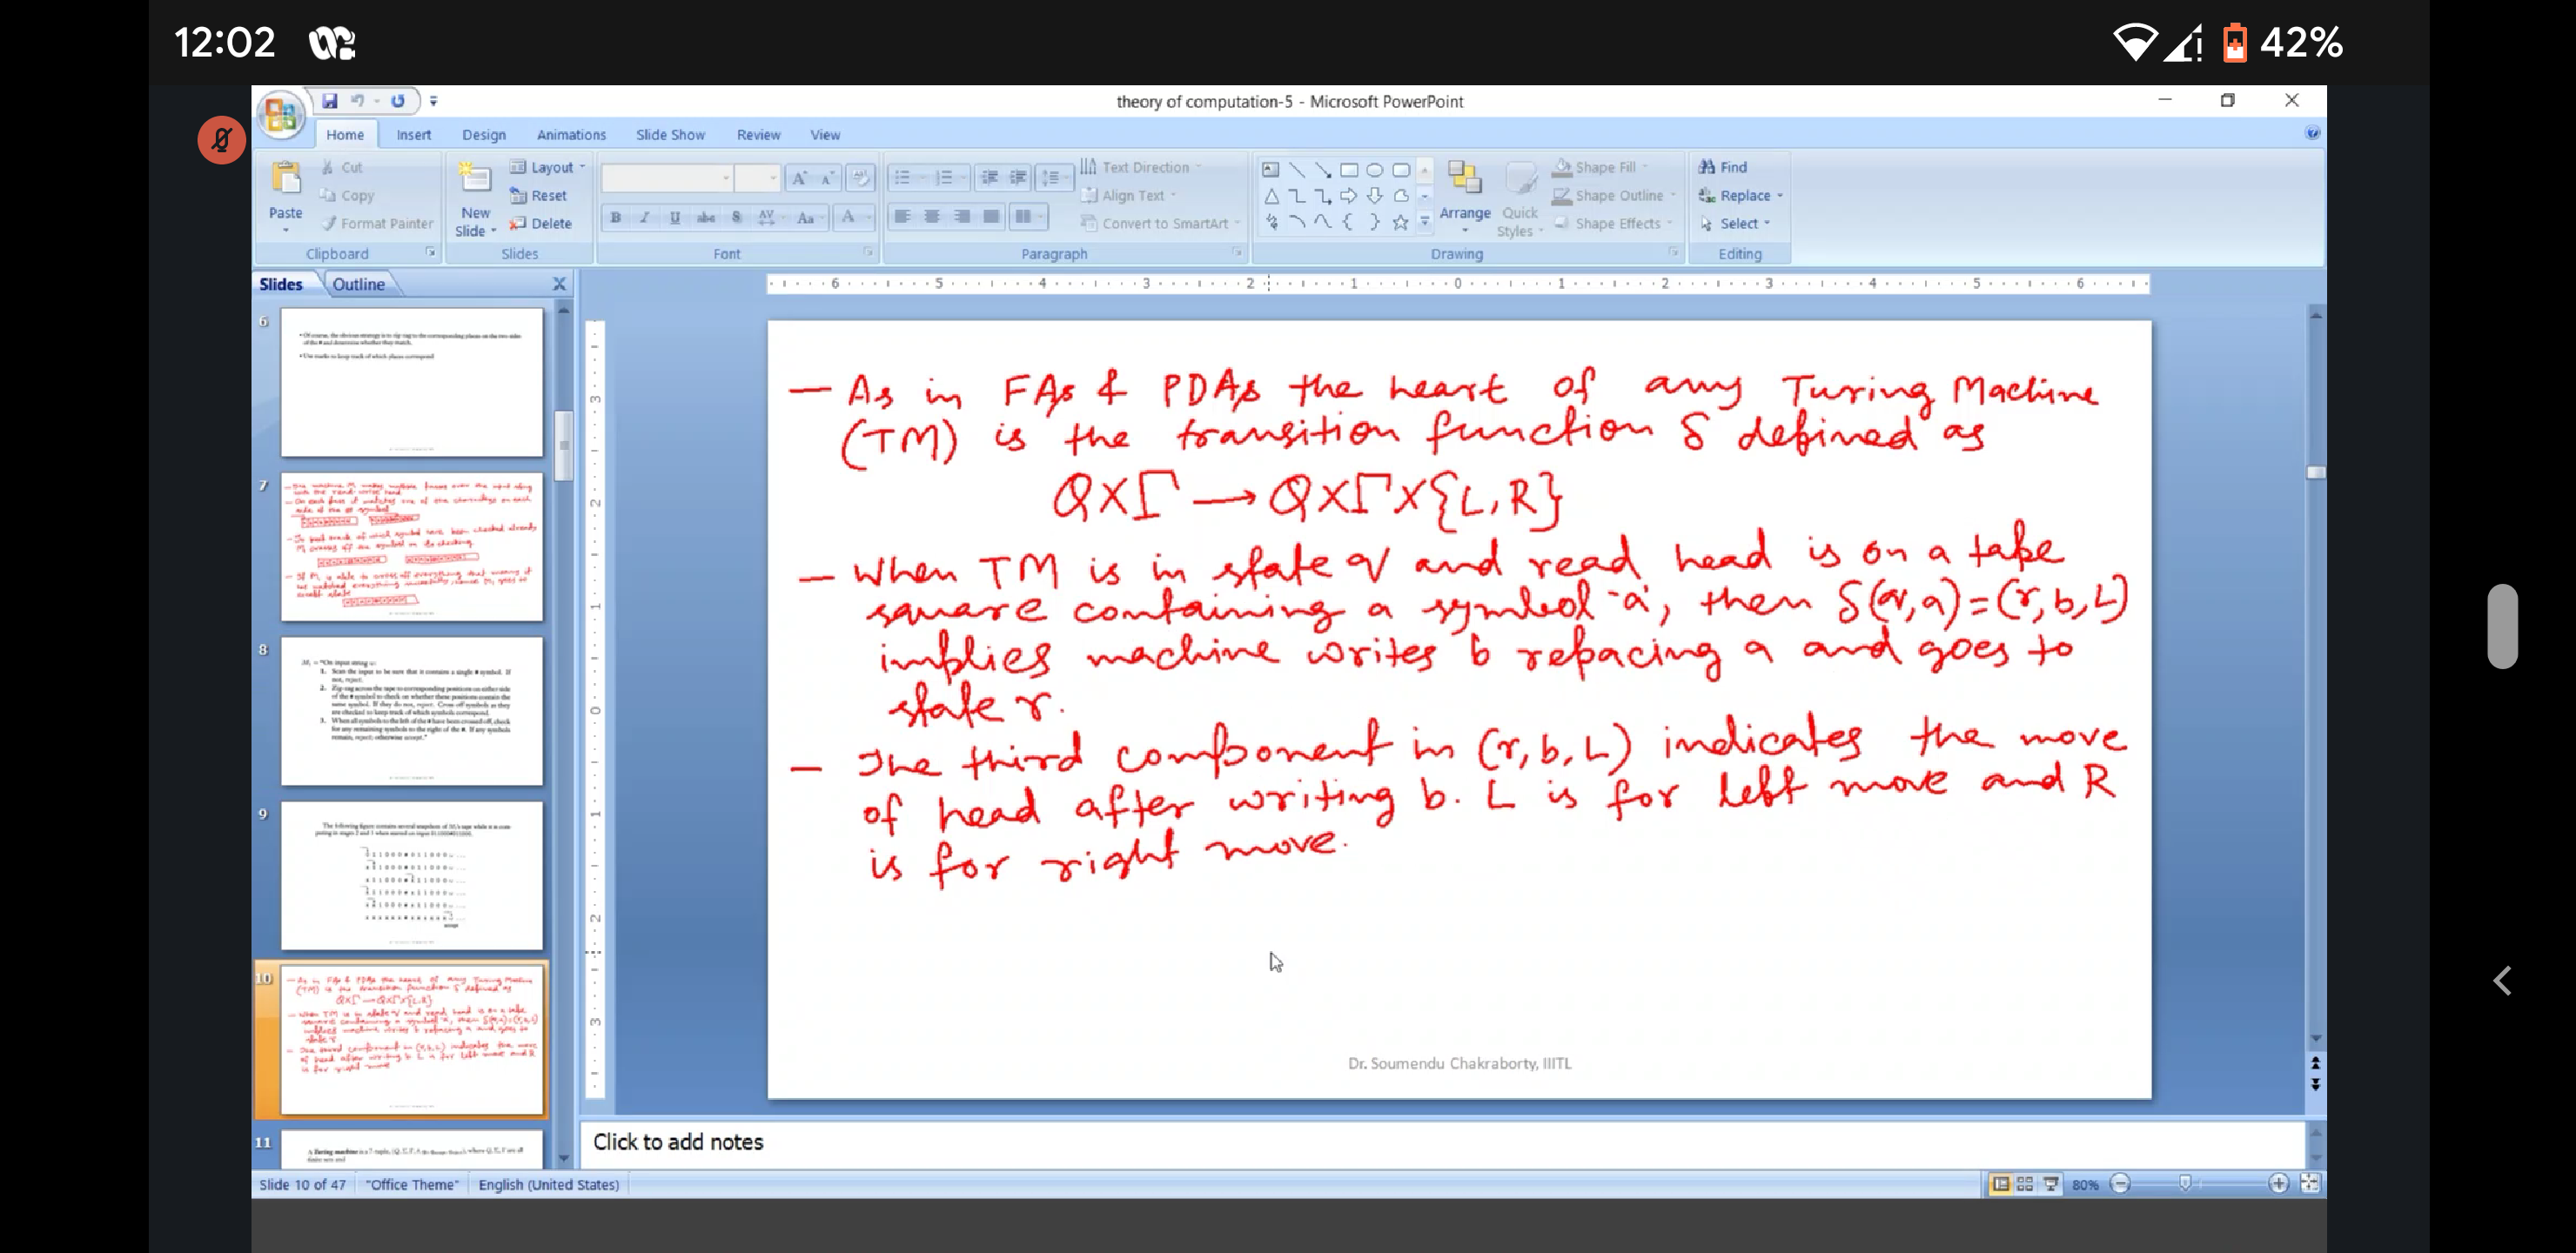 12:02
42%
theory of computation-5 - Microsoft PowerPoint
Home Insert Design Animations Slide Show Review View
Paste
Cut
Copy
Format Painter
Clipboard
New Slide
Layout
Reset
Delete
Slides
Font
Text Direction
Align Text
Convert to SmartArt
Paragraph
Arrange
Quick Styles
Shape Fill
Shape Outline
Shape Effects
Drawing
Find
Replace
Select
Editing
Slides Outline
6
7
8
9
10
11
— As in FAs & PDAs the heart of any Turing Machine
(TM) is the transition function δ defined as
Q×Γ → Q×Γ×{L,R}
— When TM is in state q and read head is on a tape
square containing a symbol 'a', then δ(q,a)=(r,b,L)
implies machine writes b repacing a and goes to
state r.
— The third component in (r,b,L) indicates the move
of head after writing b. L is for left move and R
is for right move.
Dr. Soumendu Chakraborty, IIITL
Click to add notes
Slide 10 of 47 "Office Theme" English (United States) 80%